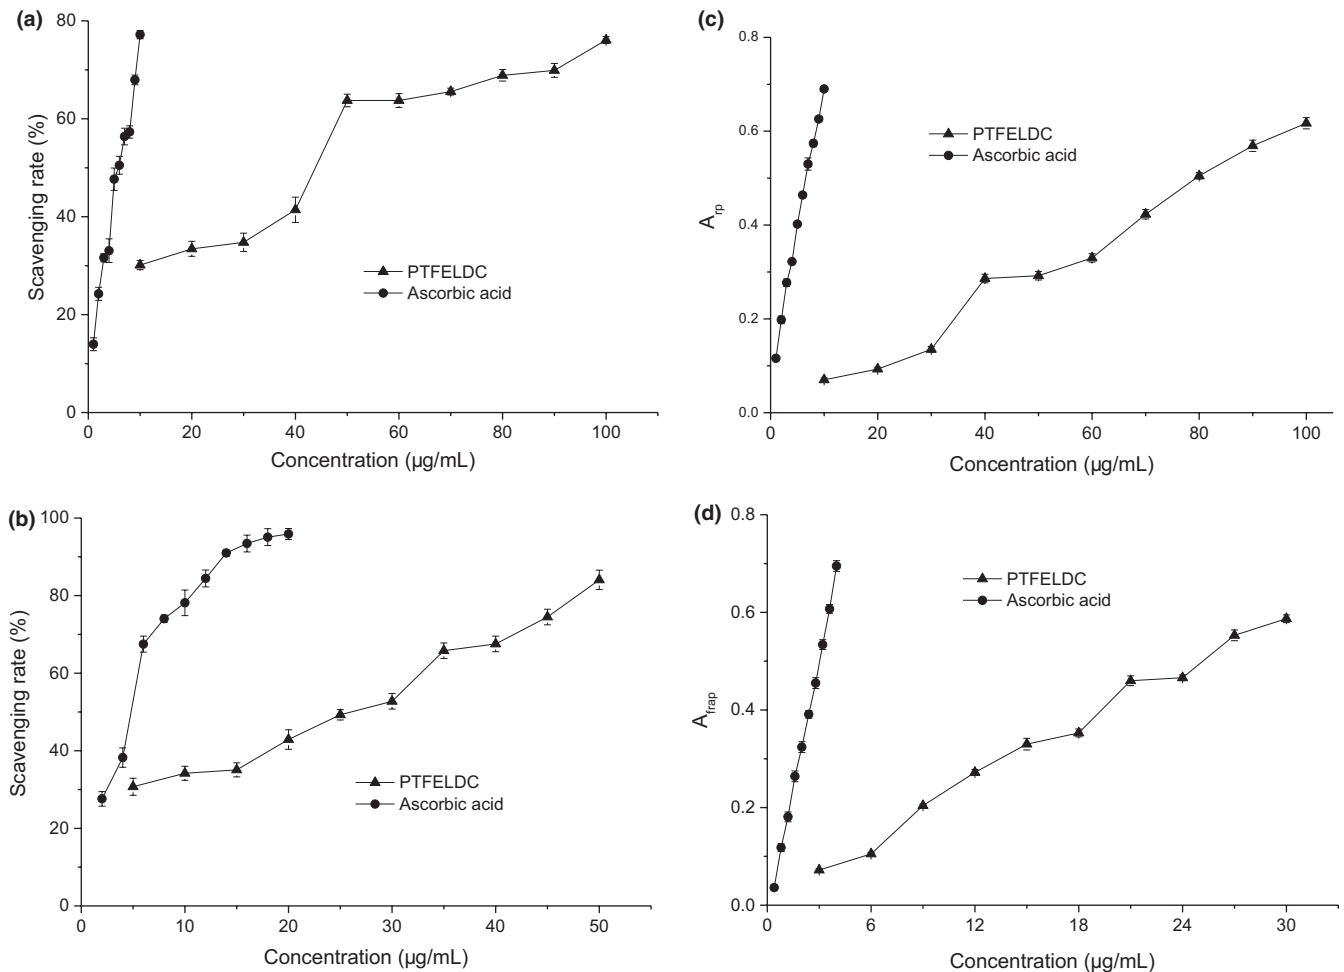 (a)
80
60
40
20
0
Scavenging rate (%)
PTFELDC
Ascorbic acid
0 20 40 60 80 100
Concentration (µg/mL)
(c)
0.8
0.6
0.4
0.2
0.0
A_rp
PTFELDC
Ascorbic acid
0 20 40 60 80 100
Concentration (µg/mL)
(b)
100
80
60
40
20
0
Scavenging rate (%)
PTFELDC
Ascorbic acid
0 10 20 30 40 50
Concentration (µg/mL)
(d)
0.8
0.6
0.4
0.2
0.0
A_frap
PTFELDC
Ascorbic acid
0 6 12 18 24 30
Concentration (µg/mL)